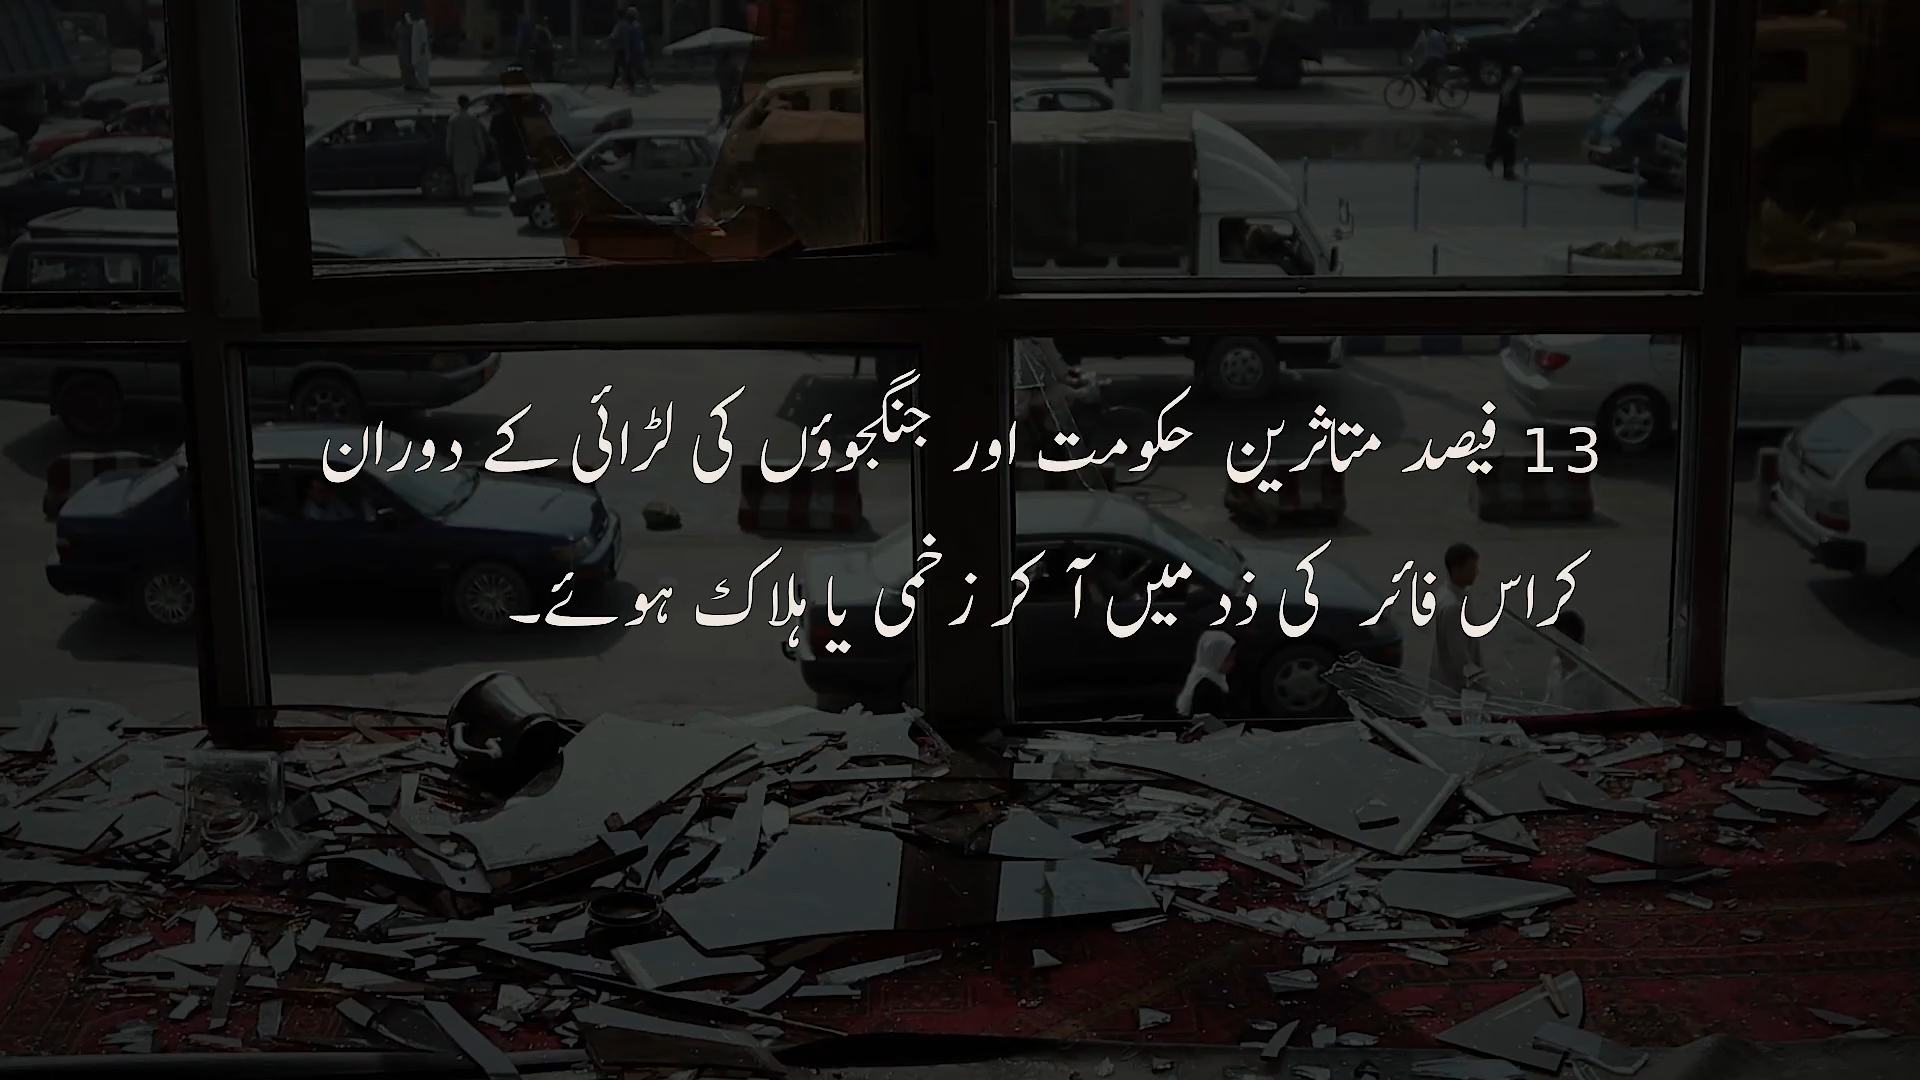 13 فیصد متاثرین حکومت اور جنگجوؤں کی لڑائی کے دوران
کراس فائر کی ذد میں آ کر زخمی یا ہلاک ہوئے۔